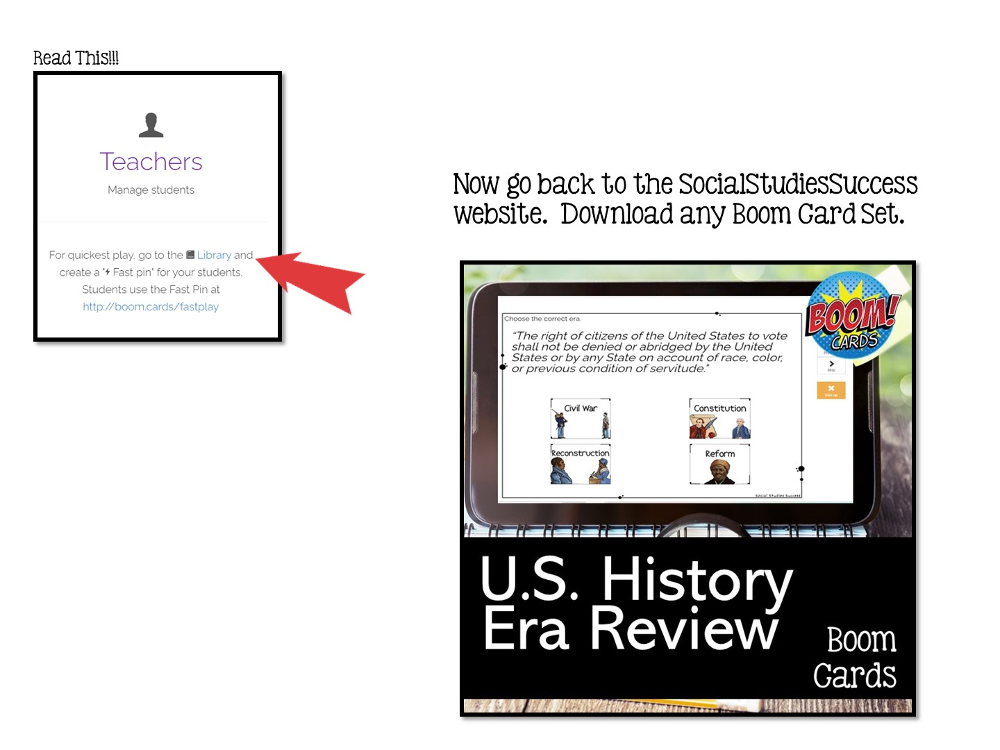 Read This!!!
Teachers
Manage students
For quickest play, go to the Library and
create a "Fast pin" for your students.
Students use the Fast Pin at
http://boom.cards/fastplay
Now go back to the SocialStudiesSuccess
website. Download any Boom Card Set.
BOOM!
CARDS
Choose the correct era.
"The right of citizens of the United States to vote
shall not be denied or abridged by the United
States or by any State on account of race, color,
or previous condition of servitude."
Skip
Give up
Civil War
Constitution
Reconstruction
Reform
Social Studies Success
U.S. History
Era Review
Boom
Cards